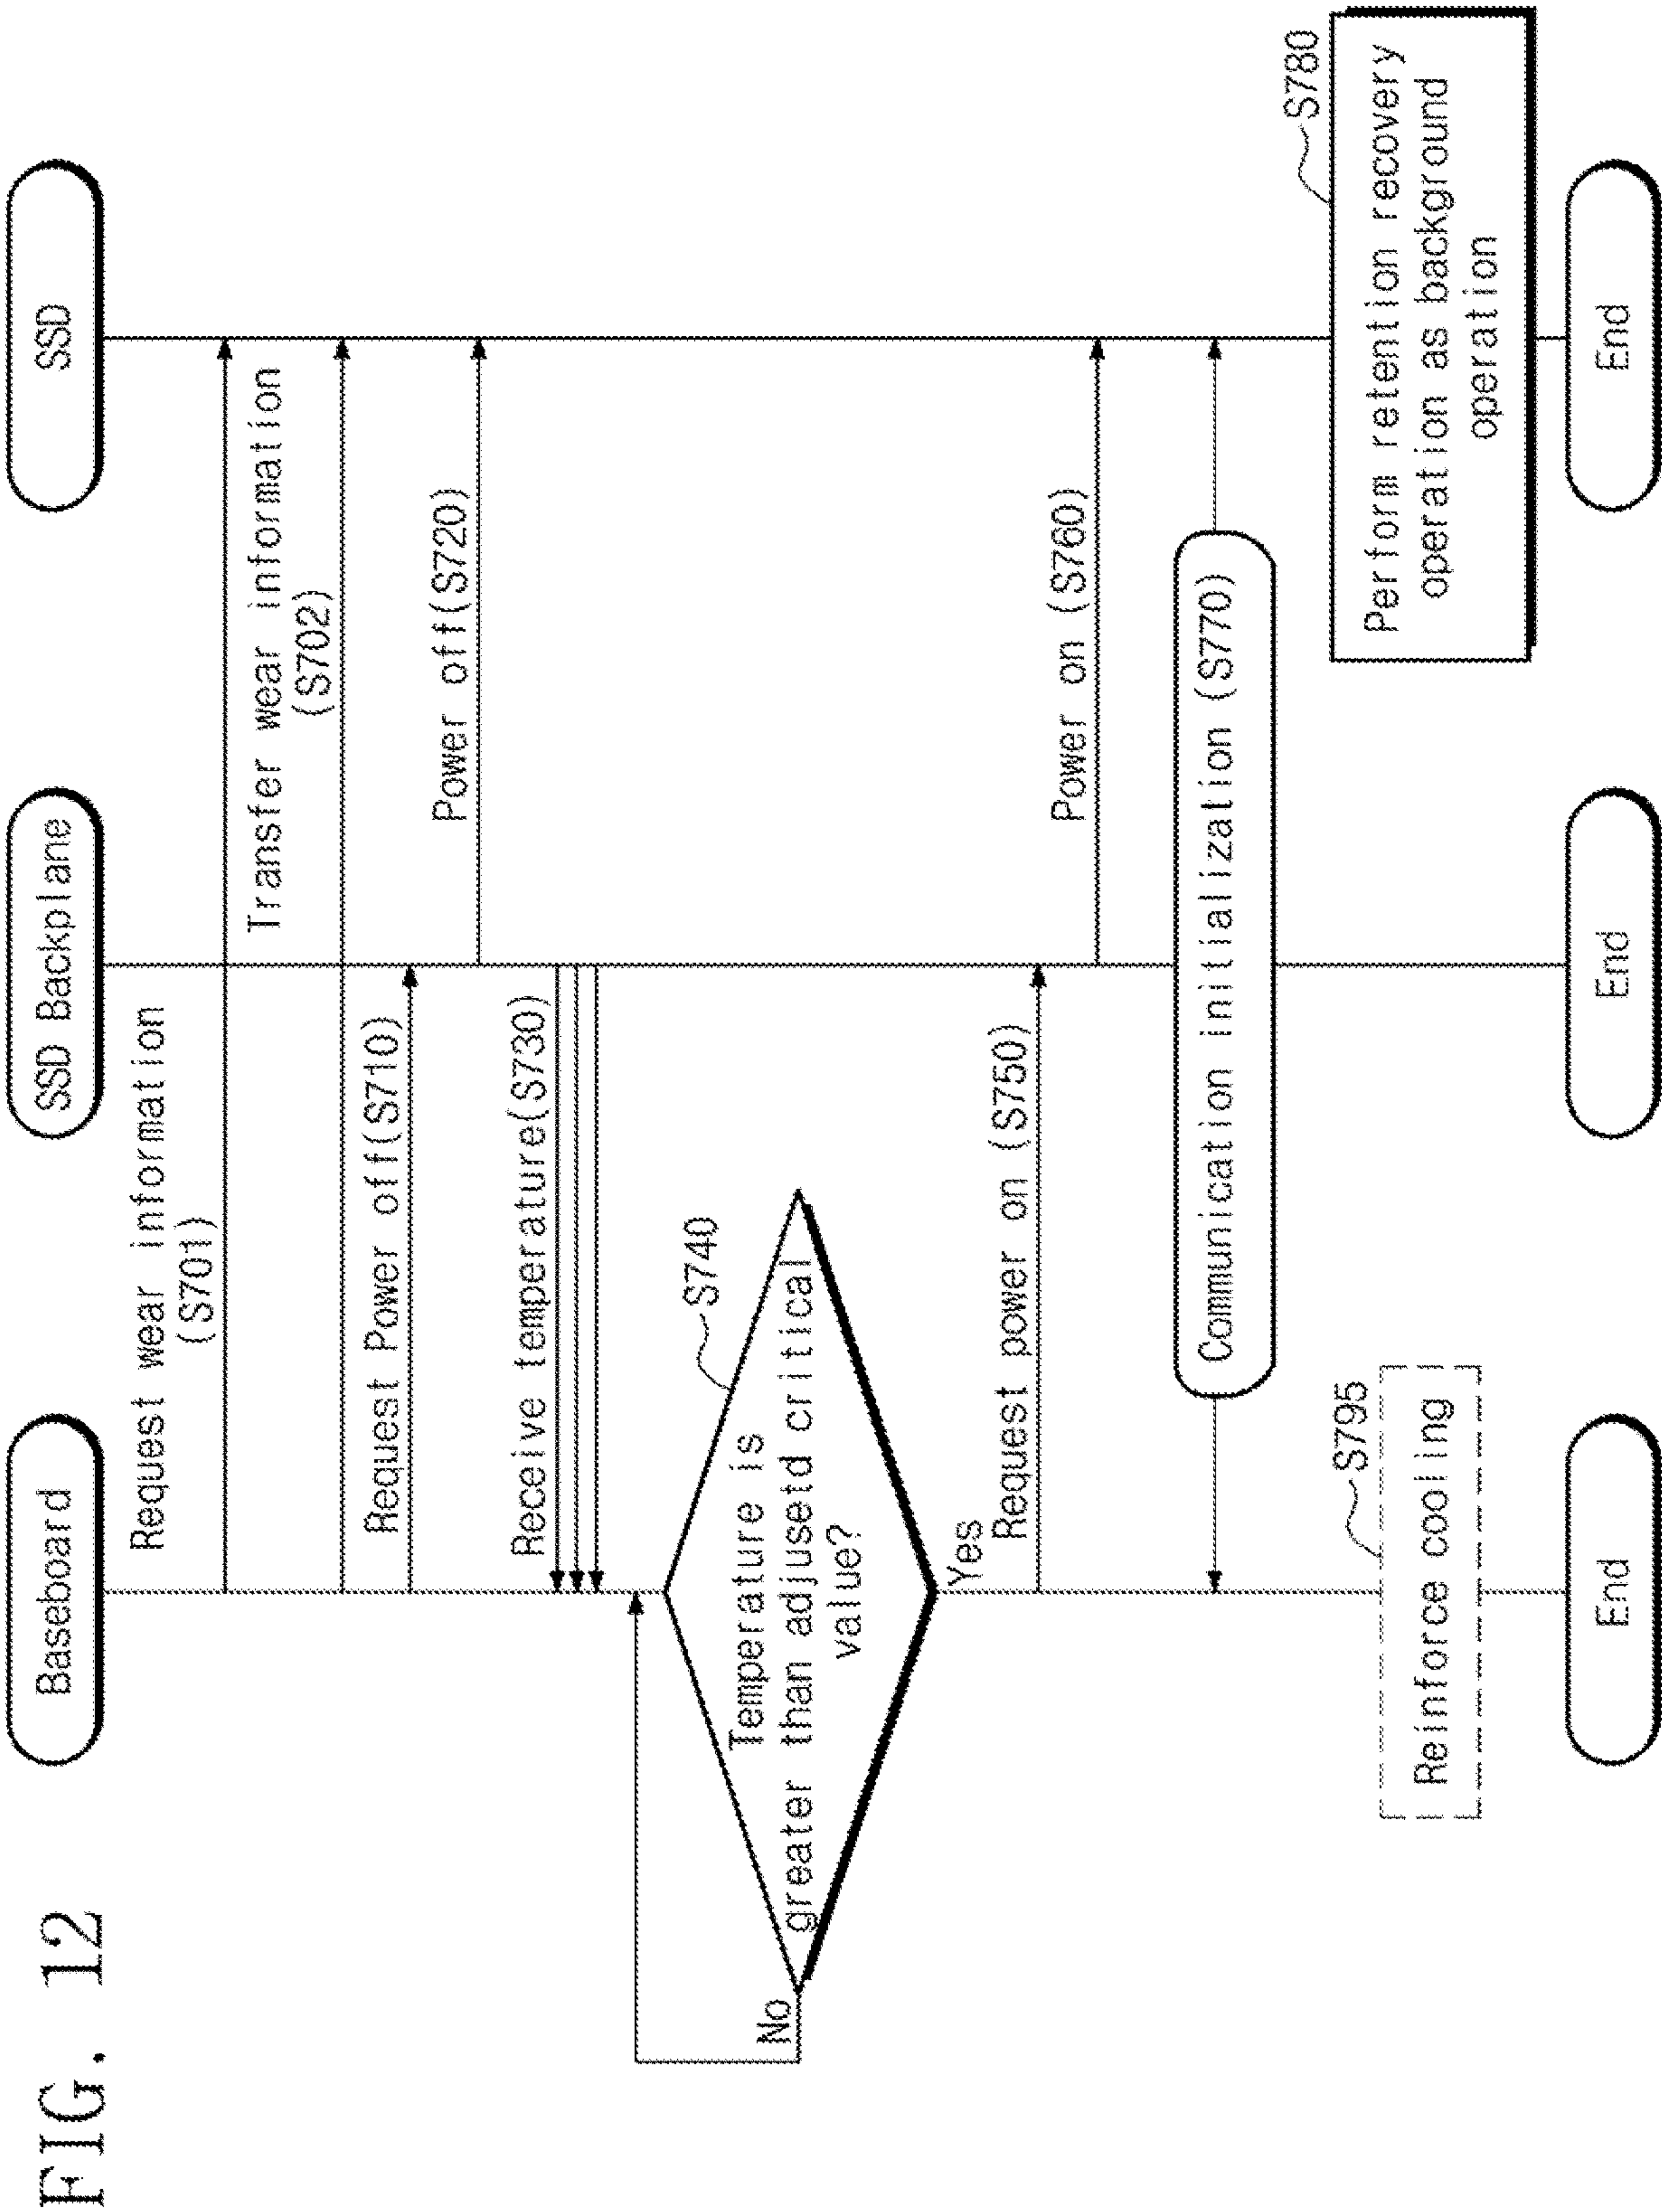 FIG. 12
Baseboard
SSD Backplane
SSD
Request wear information
(S701)
Transfer wear information
(S702)
Request Power off(S710)
Power off(S720)
Receive temperature(S730)
S740
Temperature is
greater than adjusetd critical
value?
No
Yes
Request power on (S750)
Power on (S760)
Communication initialization (S770)
S780
Perform retention recovery
operation as background
operation
S795
Reinforce cooling
End
End
End